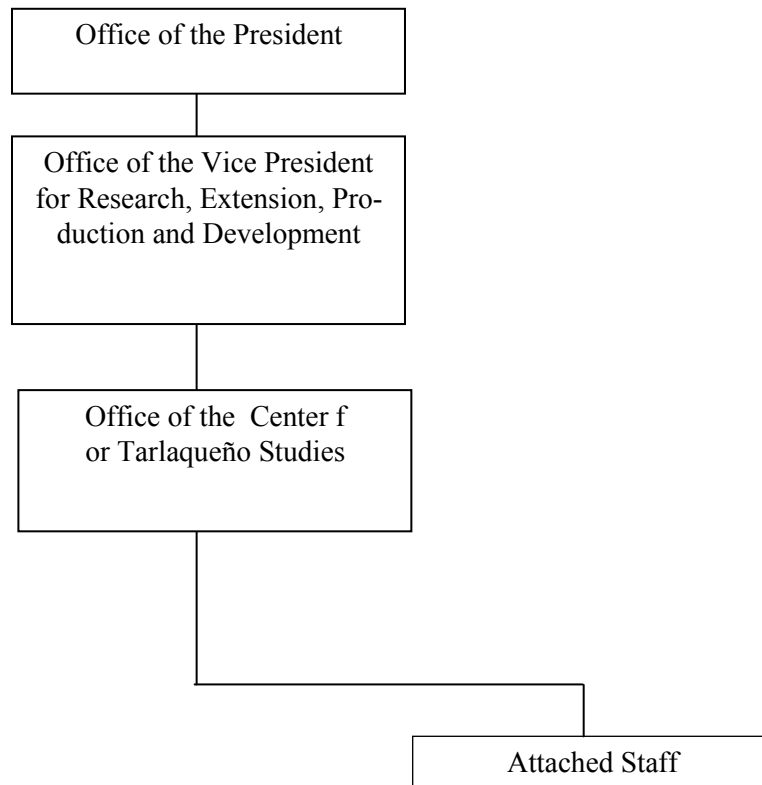 Office of the President
Office of the Vice President
for Research, Extension, Pro-
duction and Development
Office of the Center f
or Tarlaqueño Studies
Attached Staff